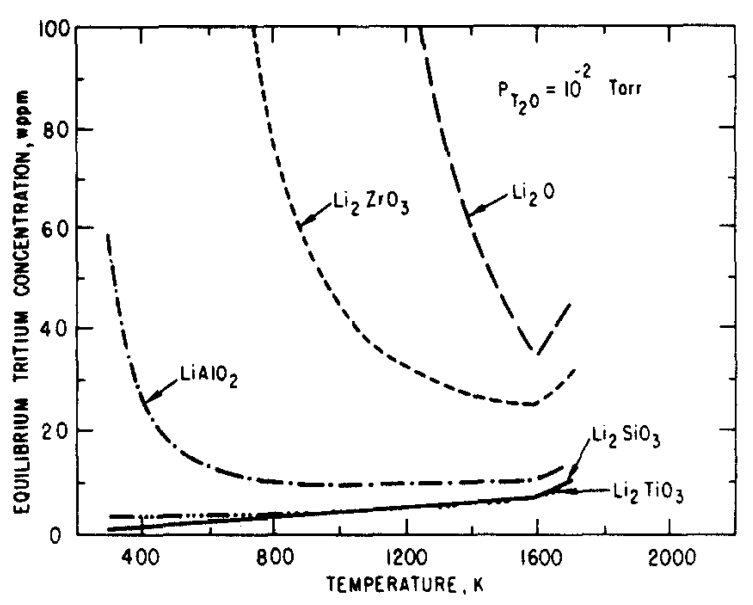 EQUILIBRIUM TRITIUM CONCENTRATION, wppm
100
80
60
40
20
0
P_T₂O = 10⁻² Torr
Li₂ZrO₃
Li₂O
LiAlO₂
Li₂SiO₃
Li₂TiO₃
400 800 1200 1600 2000
TEMPERATURE, K